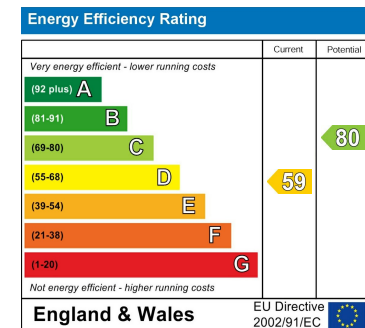 Energy Efficiency Rating
Current Potential
Very energy efficient - lower running costs
(92 plus) A
(81-91) B
(69-80) C
80
(55-68) D
59
(39-54) E
(21-38) F
(1-20) G
Not energy efficient - higher running costs
England & Wales
EU Directive
2002/91/EC